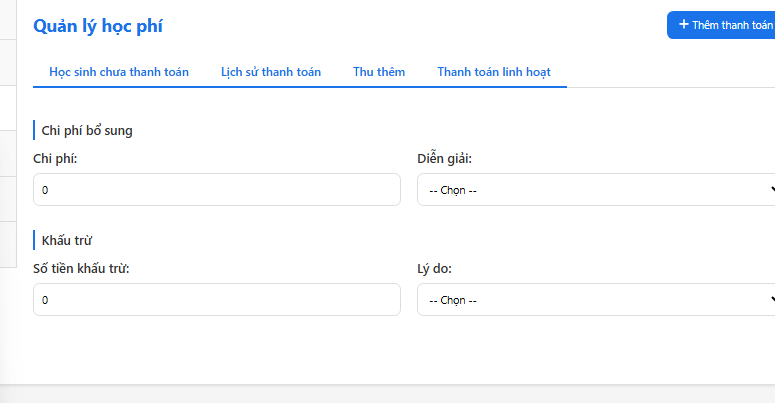 Quản lý học phí
+ Thêm thanh toán
Học sinh chưa thanh toán Lịch sử thanh toán Thu thêm Thanh toán linh hoạt
Chi phí bổ sung
Chi phí: Diễn giải:
0 -- Chọn --
Khấu trừ
Số tiền khấu trừ: Lý do:
0 -- Chọn --